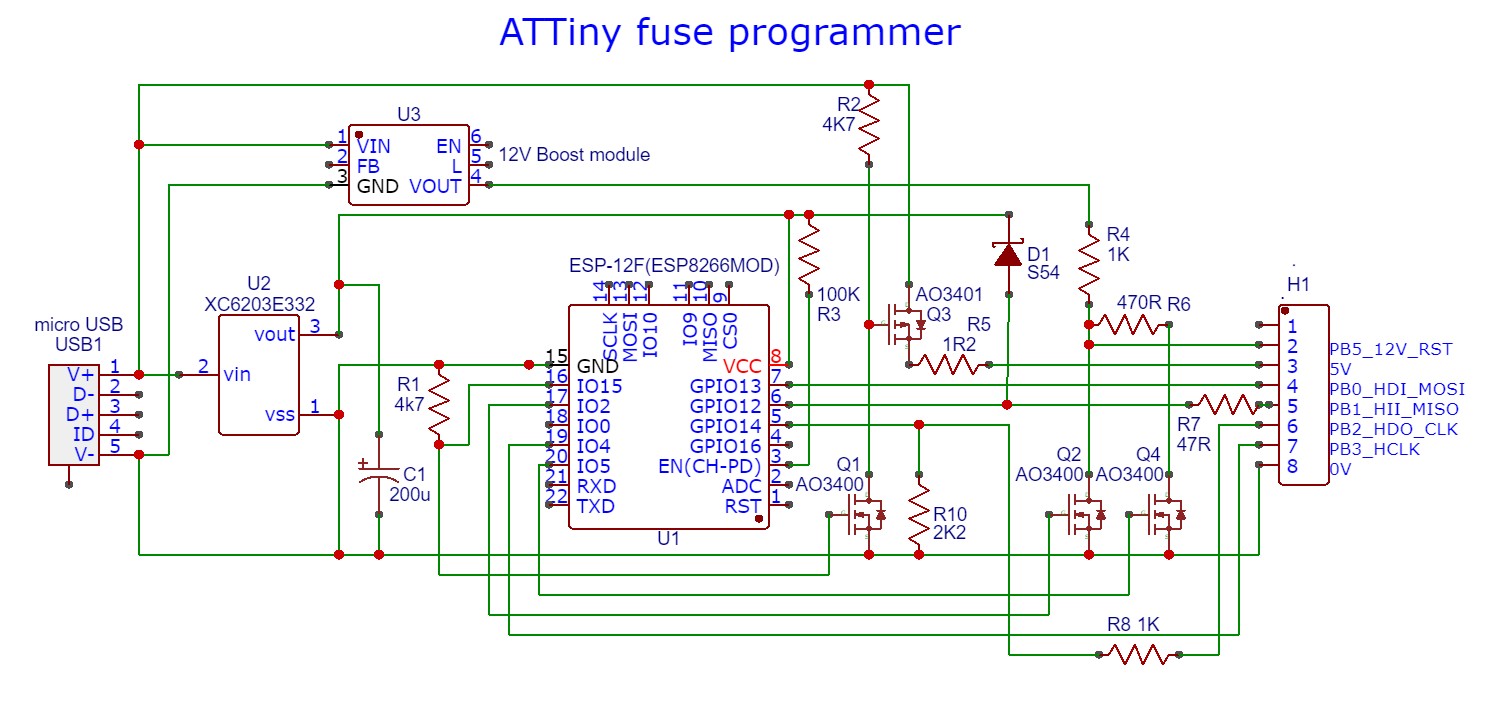 ATTiny fuse programmer
U3
1 VIN
2 FB
3 GND
EN 6
L 5
VOUT 4
12V Boost module
R2
4K7
U2
XC6203E332
vout 3
2 vin
vss 1
micro USB
USB1
V+ 1
D- 2
D+ 3
ID 4
V- 5
R1
4k7
C1
200u
ESP-12F(ESP8266MOD)
14 13 12 11 10 9
SCLK
MOSI
IO10
IO9
MISO
CS0
15 GND
16 IO15
17 IO2
18 IO0
19 IO4
20 IO5
21 RXD
22 TXD
VCC 8
GPIO13 7
GPIO12 6
GPIO14 5
GPIO16 4
EN(CH-PD) 3
ADC 2
RST 1
U1
100K
R3
AO3401
Q3
R5
1R2
D1
S54
R4
1K
470R R6
R7
47R
Q1
AO3400
R10
2K2
Q2
AO3400
Q4
AO3400
R8 1K
H1
1
2
3
4
5
6
7
8
PB5_12V_RST
5V
PB0_HDI_MOSI
PB1_HII_MISO
PB2_HDO_CLK
PB3_HCLK
0V